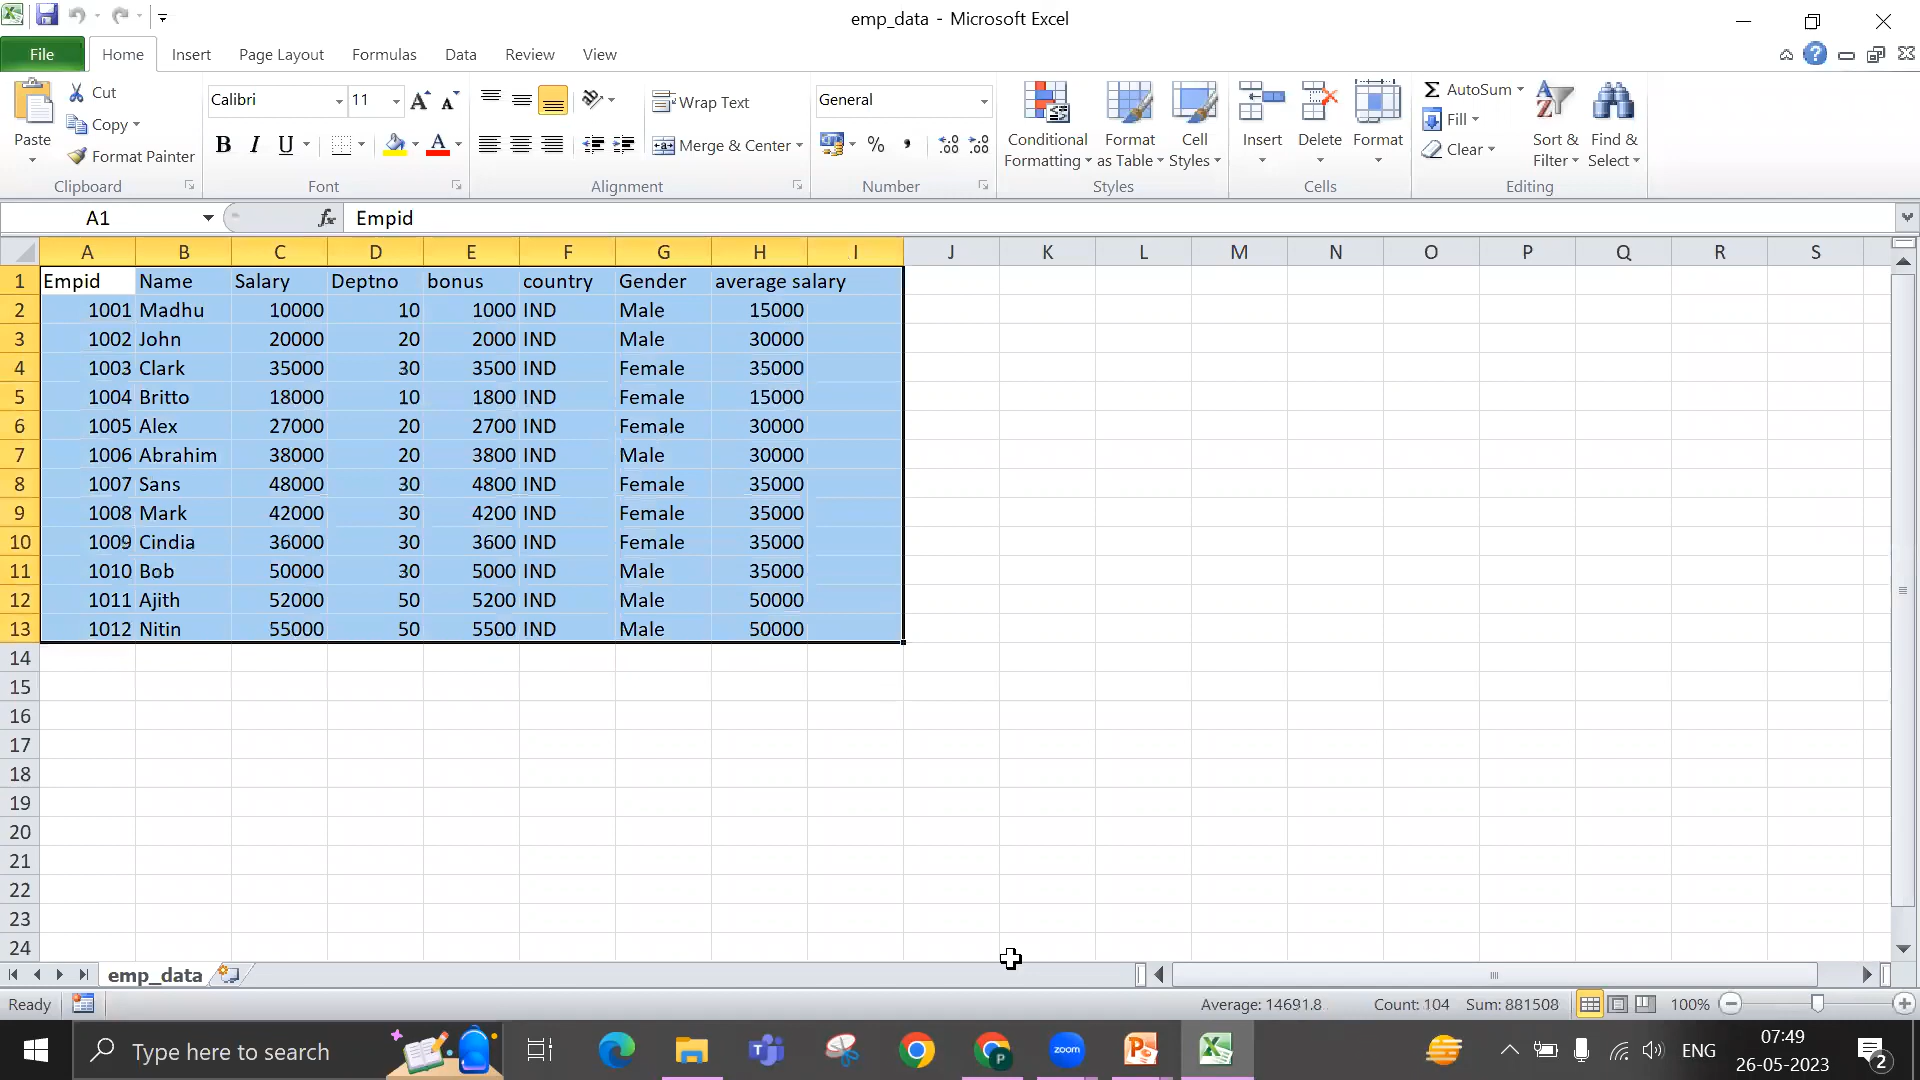 emp_data - Microsoft Excel
File Home Insert Page Layout Formulas Data Review View
Paste
Cut
Copy
Format Painter
Clipboard
Calibri 11
B I U
Font
Wrap Text
Merge & Center
Alignment
General
%
Number
Conditional Formatting
Format as Table
Cell Styles
Styles
Insert Delete Format
Cells
AutoSum
Fill
Clear
Sort & Filter
Find & Select
Editing
A1 fx Empid
A B C D E F G H I J K L M N O P Q R S
1 Empid Name Salary Deptno bonus country Gender average salary
2 1001 Madhu 10000 10 1000 IND Male 15000
3 1002 John 20000 20 2000 IND Male 30000
4 1003 Clark 35000 30 3500 IND Female 35000
5 1004 Britto 18000 10 1800 IND Female 15000
6 1005 Alex 27000 20 2700 IND Female 30000
7 1006 Abrahim 38000 20 3800 IND Male 30000
8 1007 Sans 48000 30 4800 IND Female 35000
9 1008 Mark 42000 30 4200 IND Female 35000
10 1009 Cindia 36000 30 3600 IND Female 35000
11 1010 Bob 50000 30 5000 IND Male 35000
12 1011 Ajith 52000 50 5200 IND Male 50000
13 1012 Nitin 55000 50 5500 IND Male 50000
14
15
16
17
18
19
20
21
22
23
24
emp_data
Ready Average: 14691.8 Count: 104 Sum: 881508 100%
Type here to search
zoom
ENG
07:49
26-05-2023
2